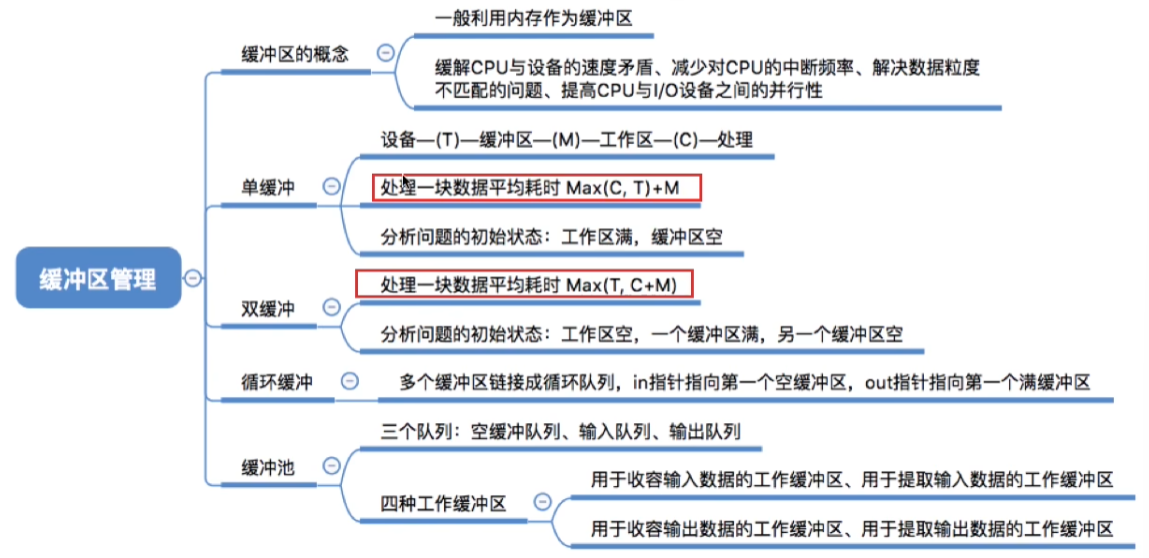 缓冲区管理
缓冲区的概念
一般利用内存作为缓冲区
缓解CPU与设备的速度矛盾、减少对CPU的中断频率、解决数据粒度
不匹配的问题、提高CPU与I/O设备之间的并行性
单缓冲
设备—(T)—缓冲区—(M)—工作区—(C)—处理
处理一块数据平均耗时 Max(C, T)+M
分析问题的初始状态：工作区满，缓冲区空
双缓冲
处理一块数据平均耗时 Max(T, C+M)
分析问题的初始状态：工作区空，一个缓冲区满，另一个缓冲区空
循环缓冲
多个缓冲区链接成循环队列，in指针指向第一个空缓冲区，out指针指向第一个满缓冲区
缓冲池
三个队列：空缓冲队列、输入队列、输出队列
四种工作缓冲区
用于收容输入数据的工作缓冲区、用于提取输入数据的工作缓冲区
用于收容输出数据的工作缓冲区、用于提取输出数据的工作缓冲区